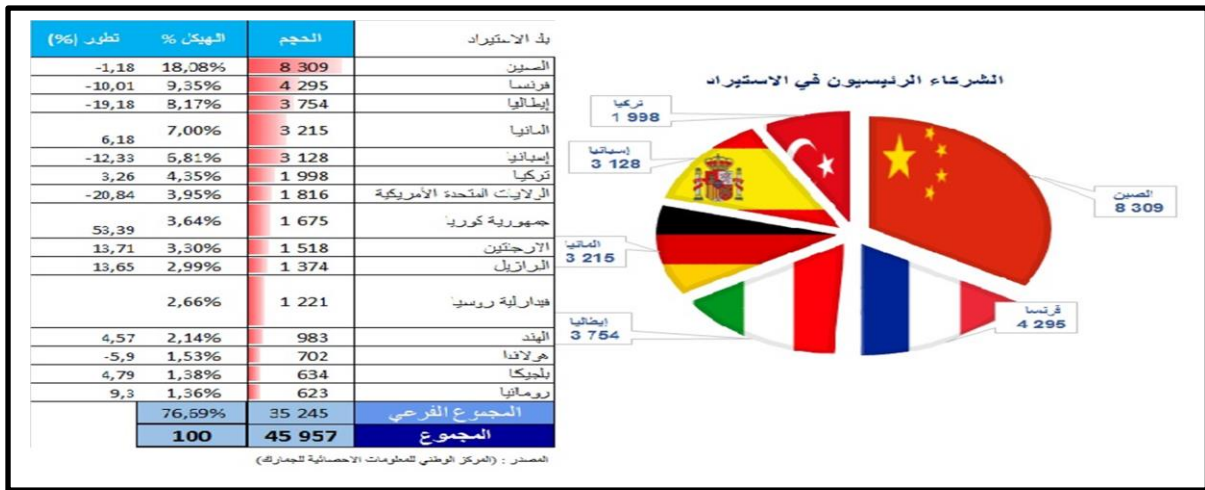 بلد الاستيراد الحجم الهيكل % تطور (%)
الصين 8 309 18,08% -1,18
فرنسا 4 295 9,35% -10,01
إيطاليا 3 754 8,17% -19,18
المانيا 3 215 7,00% 6,18
إسبانيا 3 128 6,81% -12,33
تركيا 1 998 4,35% 3,26
الولايات المتحدة الأمريكية 1 816 3,95% -20,84
جمهورية كوريا 1 675 3,64% 53,39
الارجنتين 1 518 3,30% 13,71
البرازيل 1 374 2,99% 13,65
فيدارلية روسيا 1 221 2,66%
الهند 983 2,14% 4,57
هولاندا 702 1,53% -5,9
بلجيكا 634 1,38% 4,79
رومانيا 623 1,36% 9,3
المجموع الفرعي 35 245 76,69%
المجموع 45 957 100
المصدر : (المركز الوطني للمعلومات الاحصائية للجمارك)
الشركاء الرئيسيون في الاستيراد
تركيا
1 998
إسبانيا
3 128
الصين
8 309
المانيا
3 215
فرنسا
4 295
إيطاليا
3 754